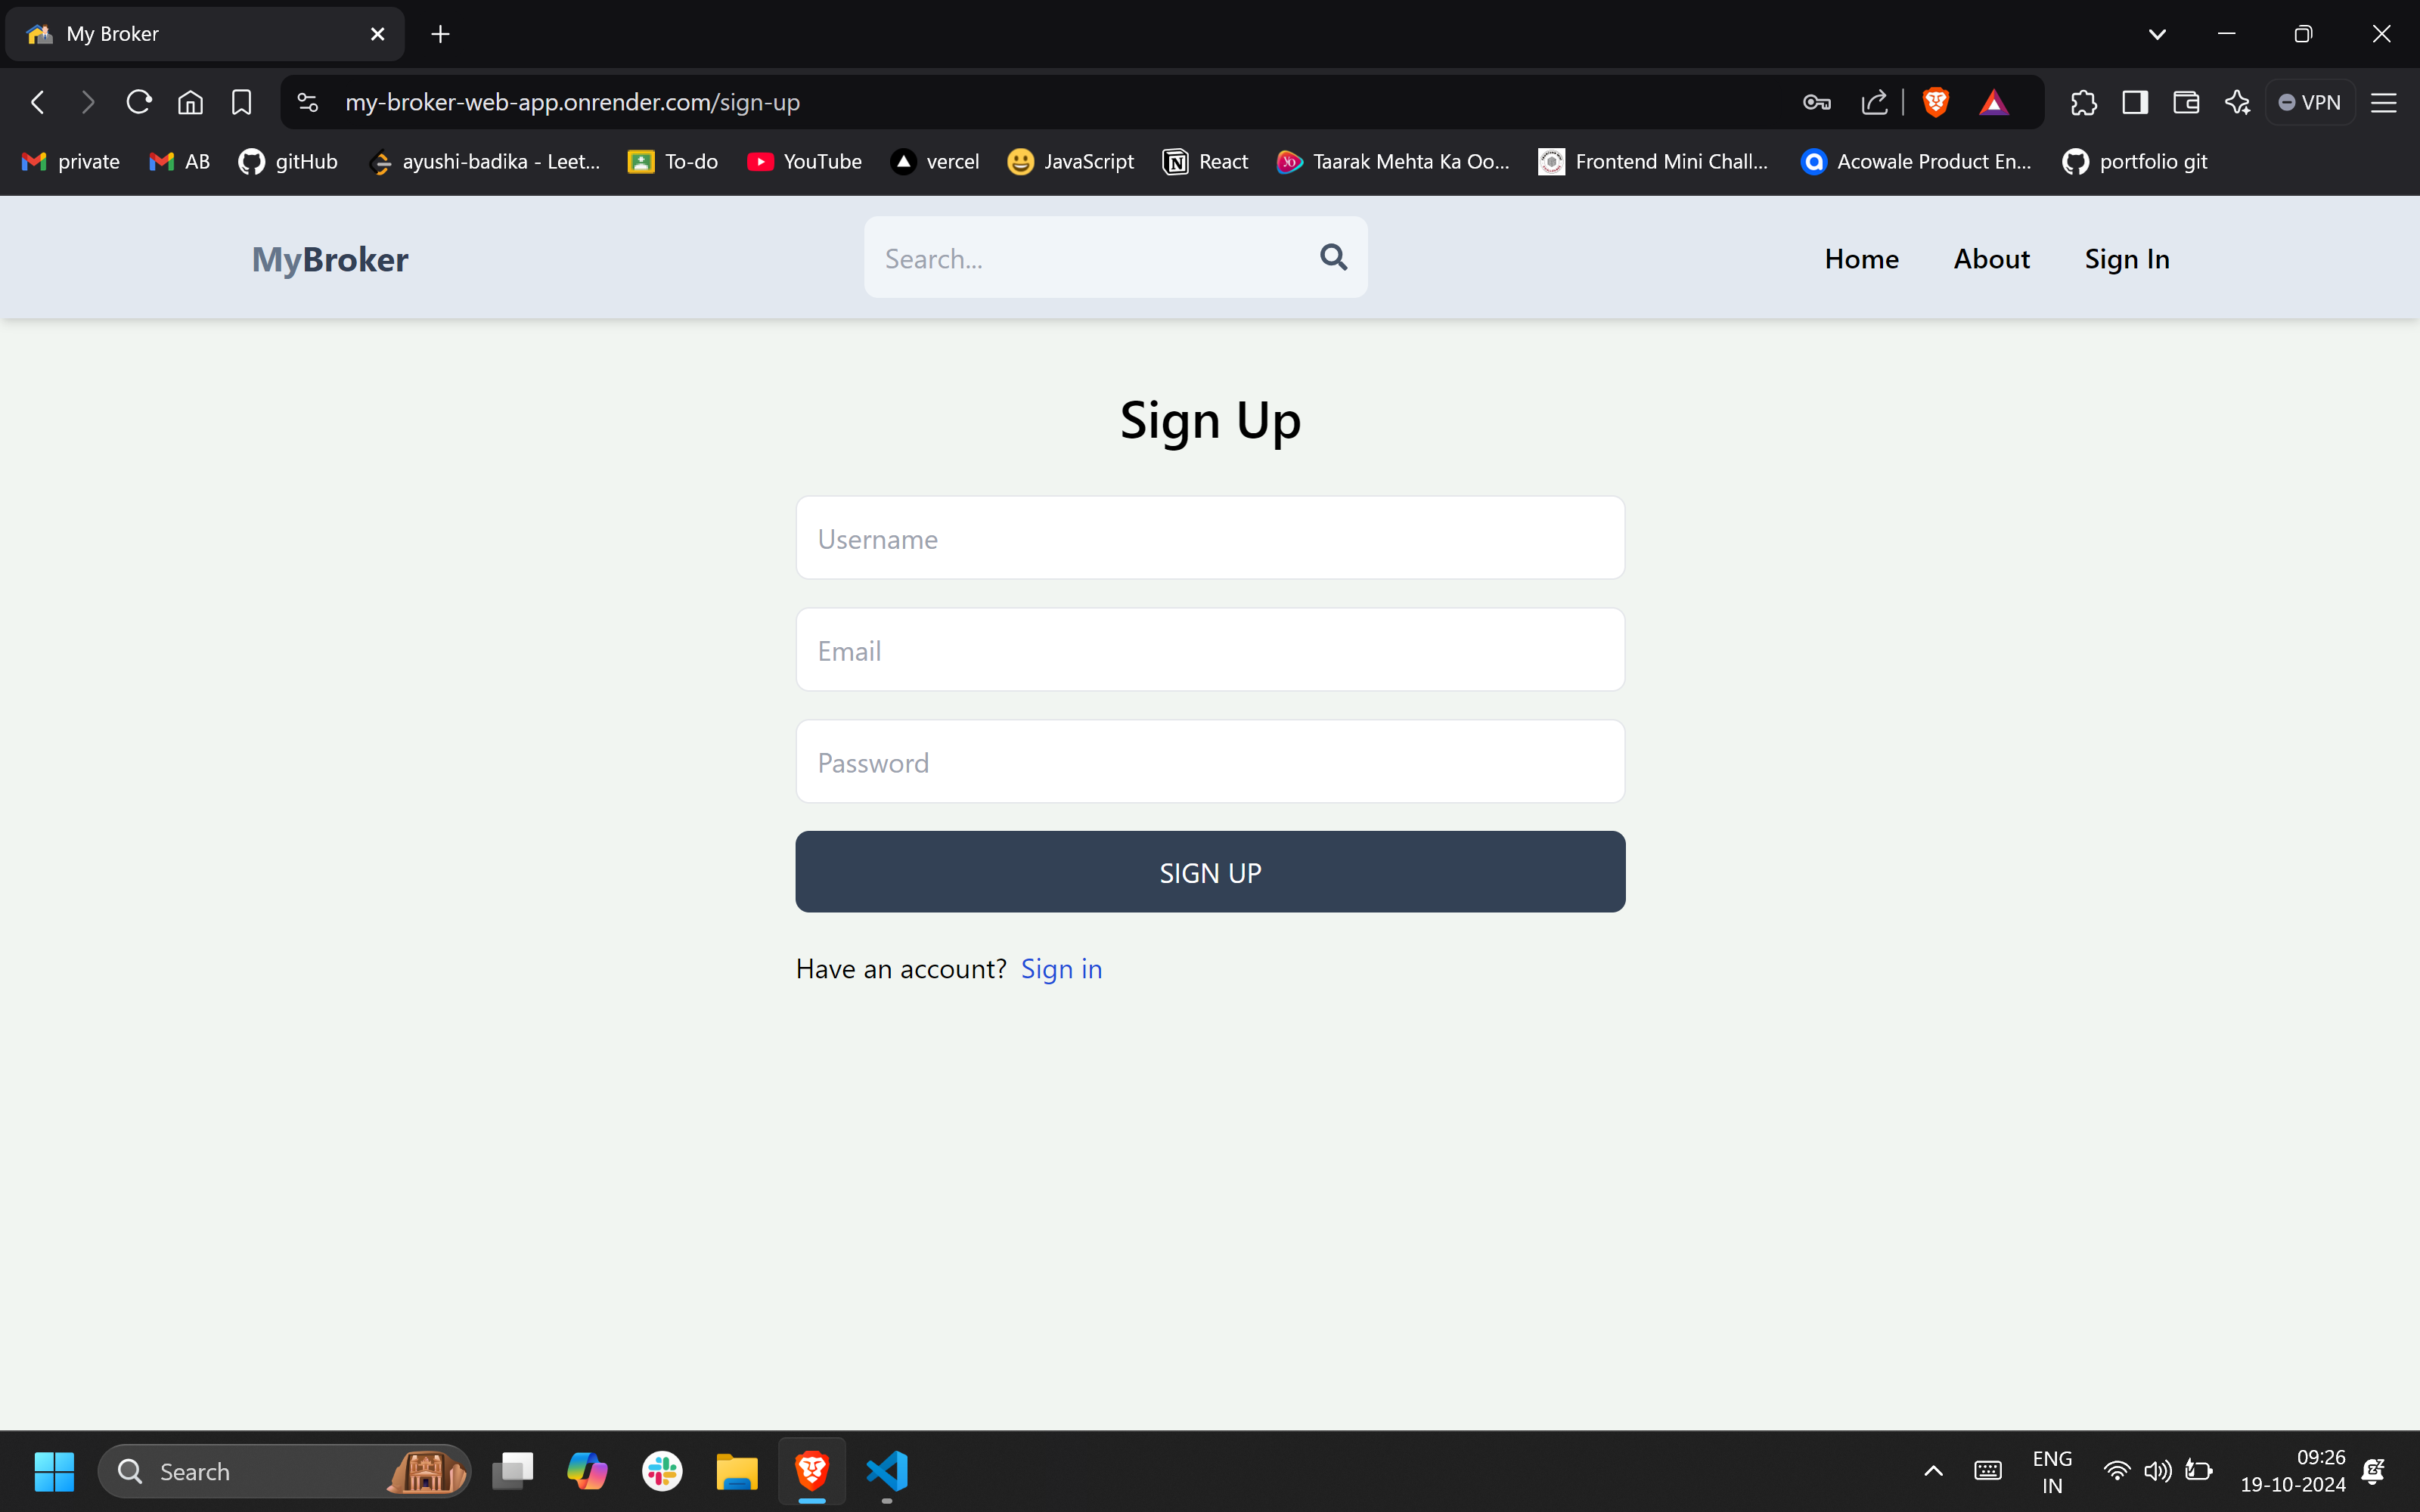 My Broker
my-broker-web-app.onrender.com/sign-up
VPN
private
AB
gitHub
ayushi-badika - Leet...
To-do
YouTube
vercel
JavaScript
React
Taarak Mehta Ka Oo...
Frontend Mini Chall...
Acowale Product En...
portfolio git
MyBroker
Search...
Home
About
Sign In
Sign Up
Username
Email
Password
SIGN UP
Have an account? Sign in
Search
ENG
IN
09:26
19-10-2024